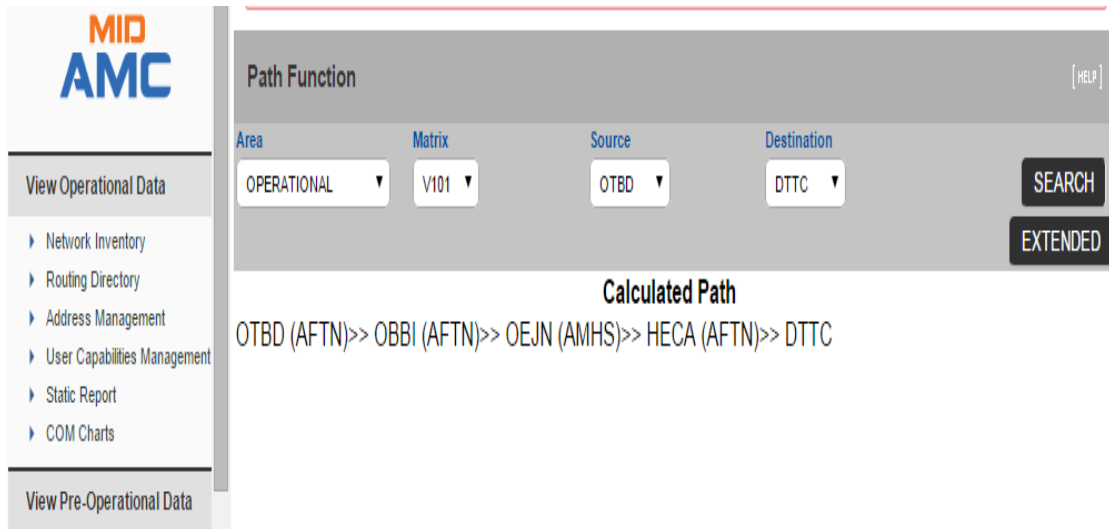 MID
AMC
View Operational Data
Network Inventory
Routing Directory
Address Management
User Capabilities Management
Static Report
COM Charts
View Pre-Operational Data
Path Function
[ HELP ]
Area Matrix Source Destination
OPERATIONAL V101 OTBD DTTC SEARCH
EXTENDED
Calculated Path
OTBD (AFTN)>> OBBI (AFTN)>> OEJN (AMHS)>> HECA (AFTN)>> DTTC